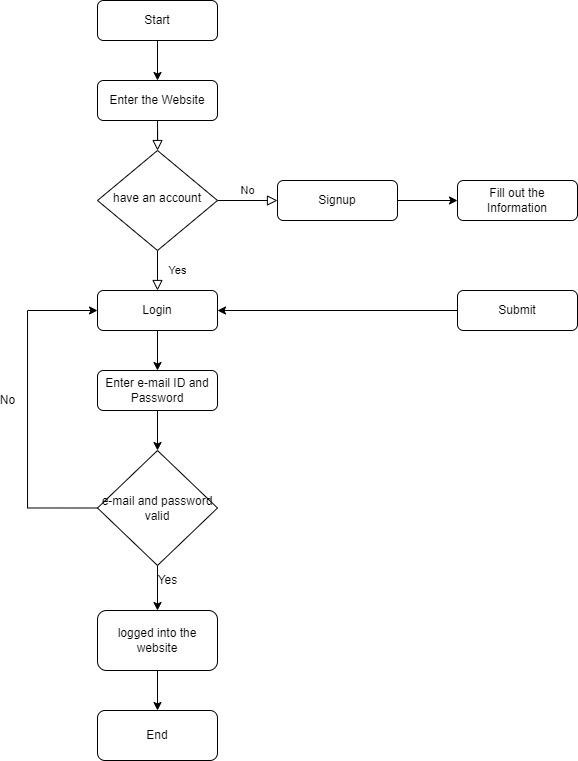 Start
Enter the Website
have an account
No
Signup
Fill out the
Information
Yes
Login
Submit
Enter e-mail ID and
Password
No
e-mail and password
valid
Yes
logged into the
website
End